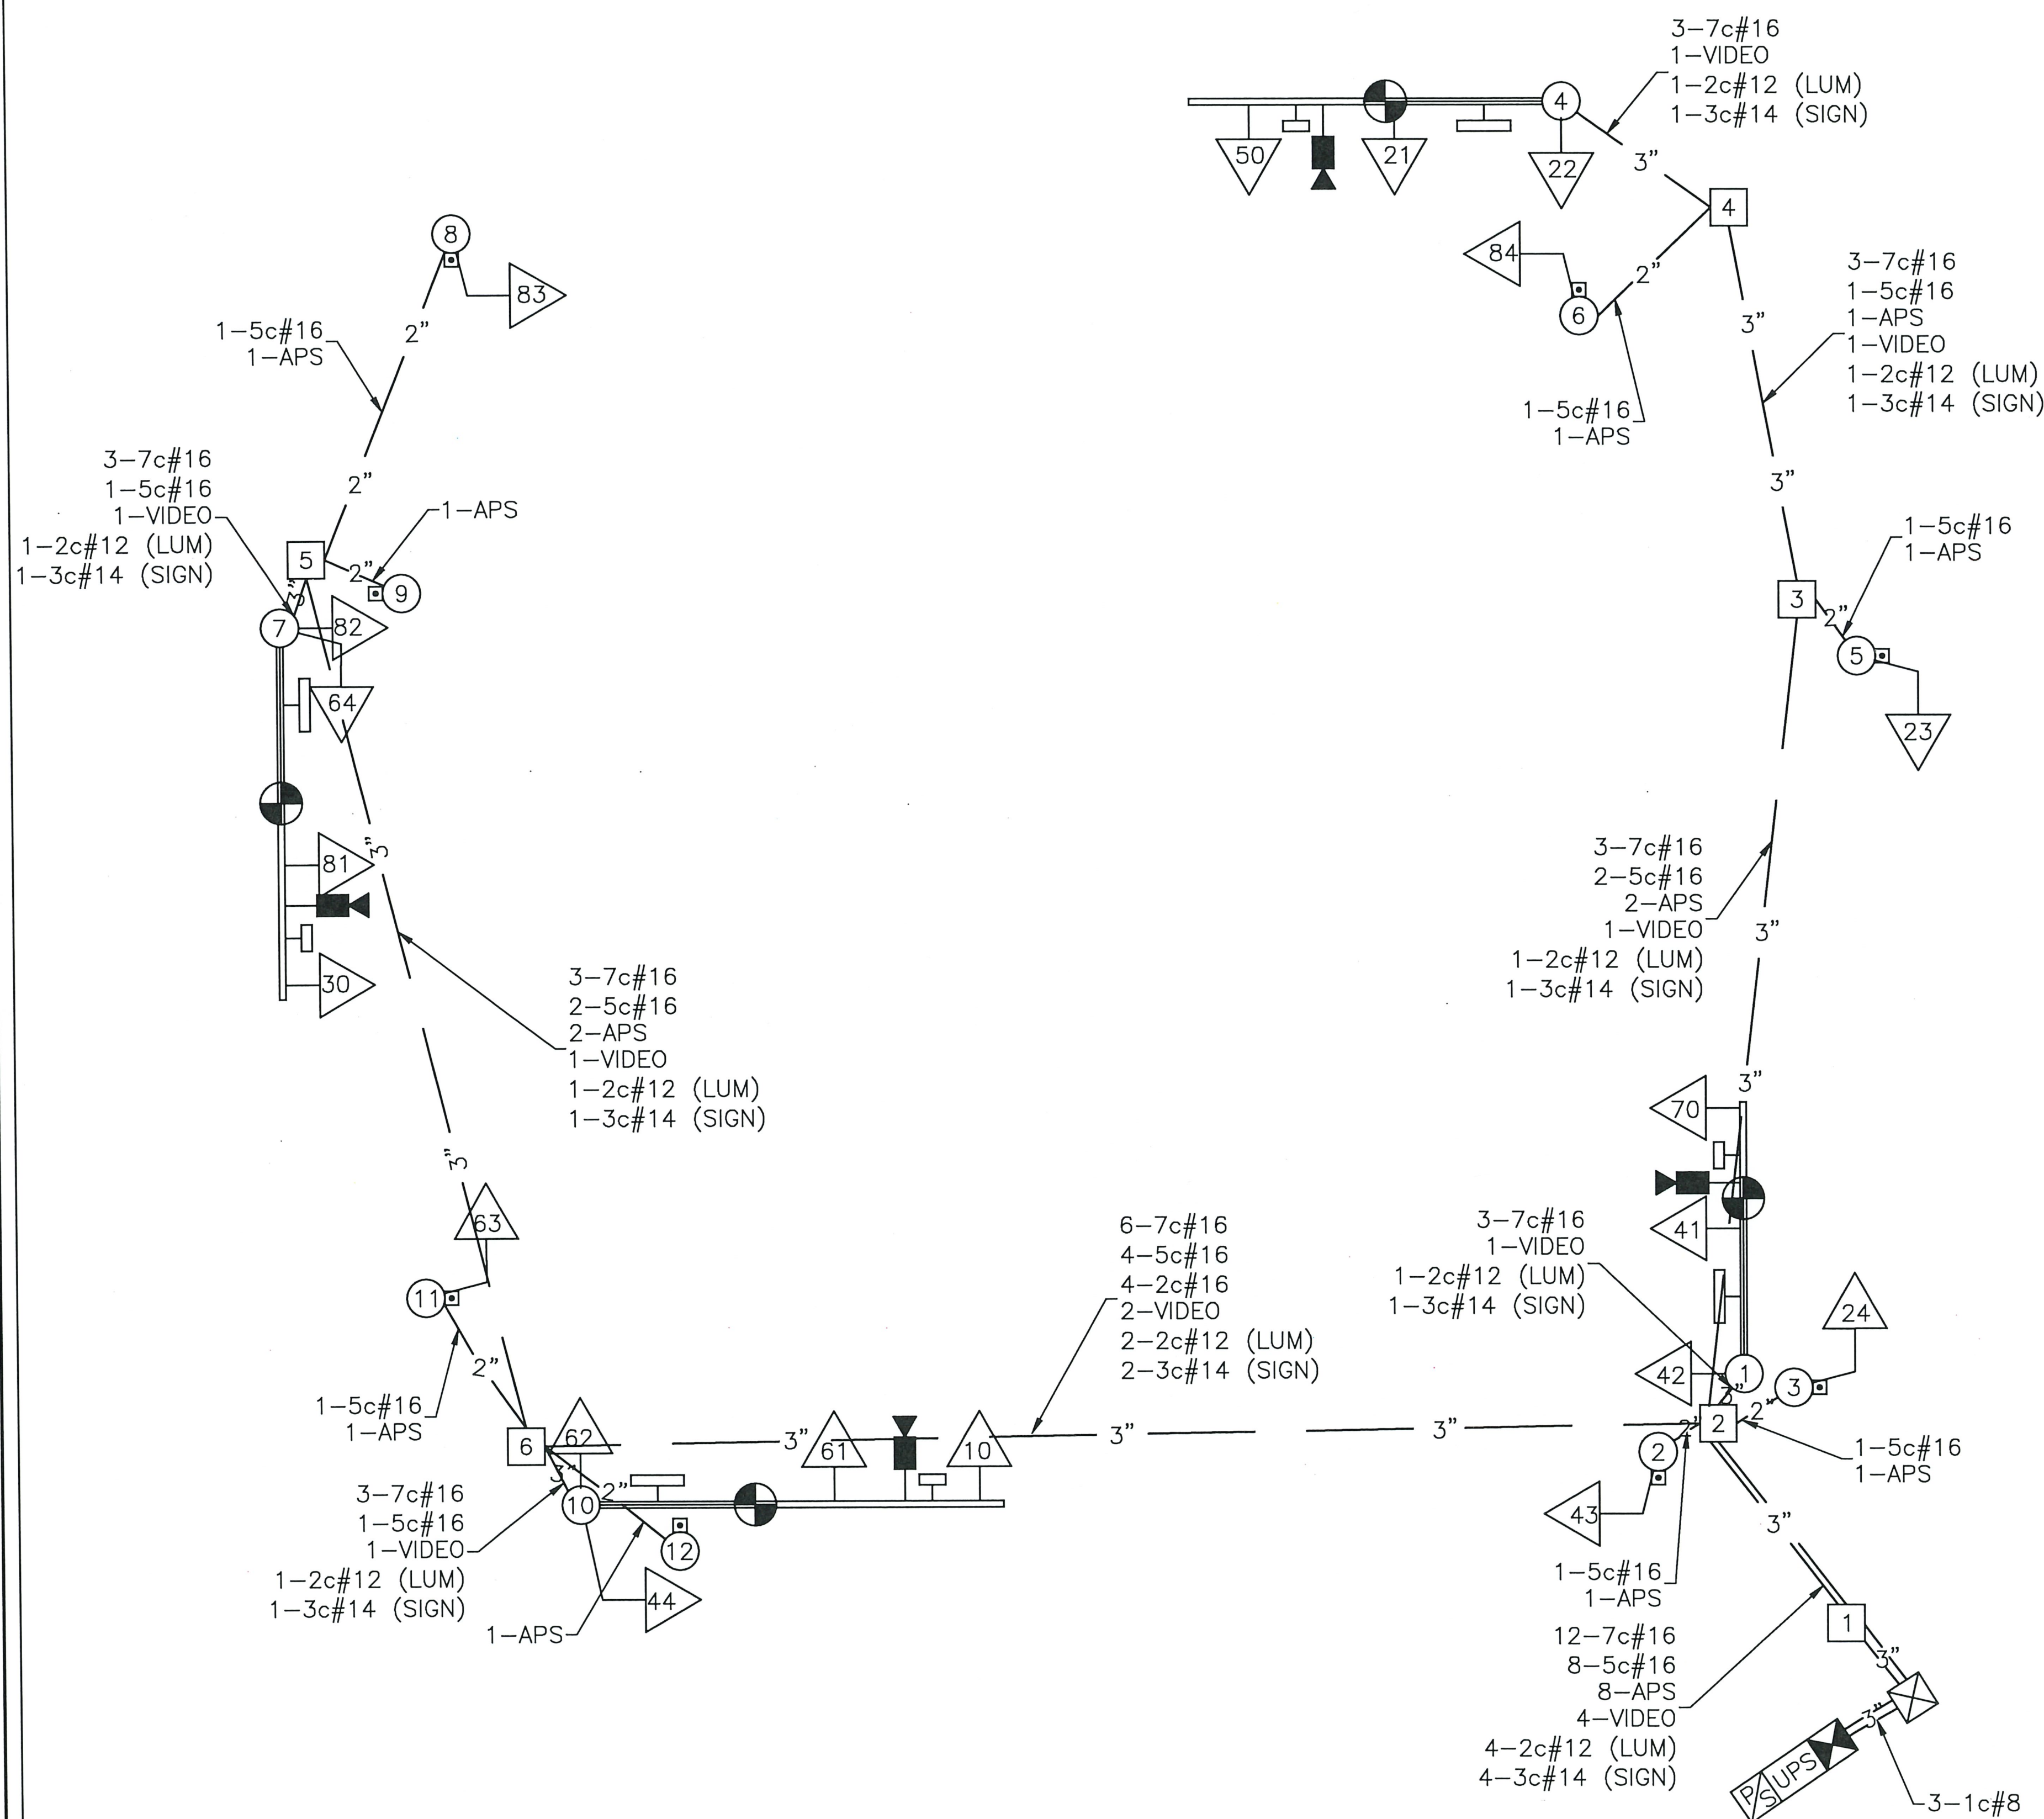 3-7c#16
1-VIDEO
1-2c#12 (LUM)
1-3c#14 (SIGN)
4
50
21
22
3"
4
8
84
2"
6
83
3-7c#16
1-5c#16
1-APS
1-VIDEO
1-2c#12 (LUM)
1-3c#14 (SIGN)
3"
1-5c#16
1-APS
2"
1-5c#16
1-APS
3-7c#16
1-5c#16
1-VIDEO
1-2c#12 (LUM)
1-3c#14 (SIGN)
2"
3"
1-APS
1-5c#16
1-APS
5
2"
9
3"
7
82
3
2"
5
64
23
3"
81
3-7c#16
2-5c#16
2-APS
1-VIDEO
1-2c#12 (LUM)
1-3c#14 (SIGN)
3"
30
3-7c#16
2-5c#16
2-APS
1-VIDEO
1-2c#12 (LUM)
1-3c#14 (SIGN)
3"
70
3"
63
41
6-7c#16
4-5c#16
4-2c#16
2-VIDEO
2-2c#12 (LUM)
2-3c#14 (SIGN)
3-7c#16
1-VIDEO
1-2c#12 (LUM)
1-3c#14 (SIGN)
11
24
42
1
3
2"
3"
2"
1-5c#16
1-APS
6
62
3"
61
10
3"
3"
2"
2
2
1-5c#16
1-APS
3"
2"
10
12
43
3"
3-7c#16
1-5c#16
1-VIDEO
1-2c#12 (LUM)
1-3c#14 (SIGN)
44
1-APS
1-5c#16
1-APS
1
12-7c#16
8-5c#16
8-APS
4-VIDEO
4-2c#12 (LUM)
4-3c#14 (SIGN)
3"
3"
UPS
P/S
3-1c#8